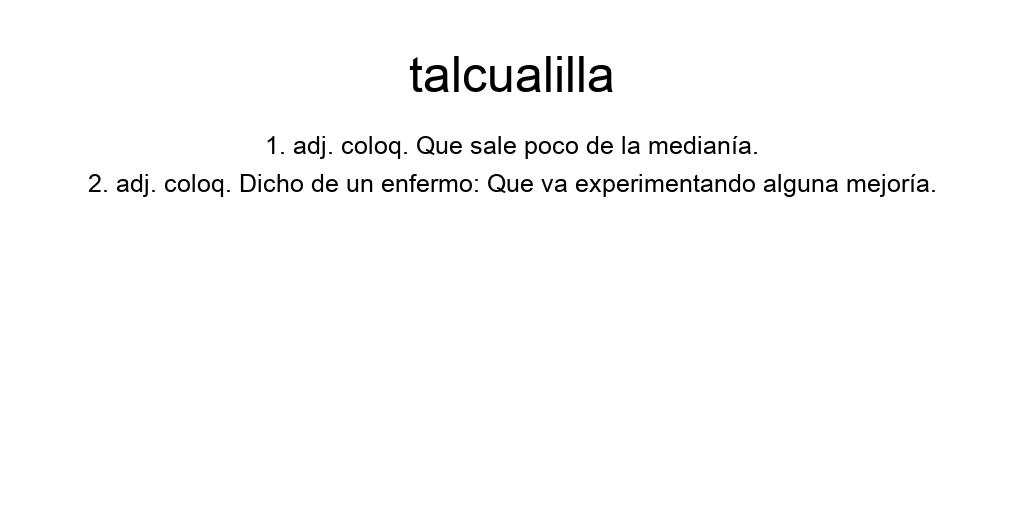 talcualilla
1. adj. coloq. Que sale poco de la medianía.
2. adj. coloq. Dicho de un enfermo: Que va experimentando alguna mejoría.